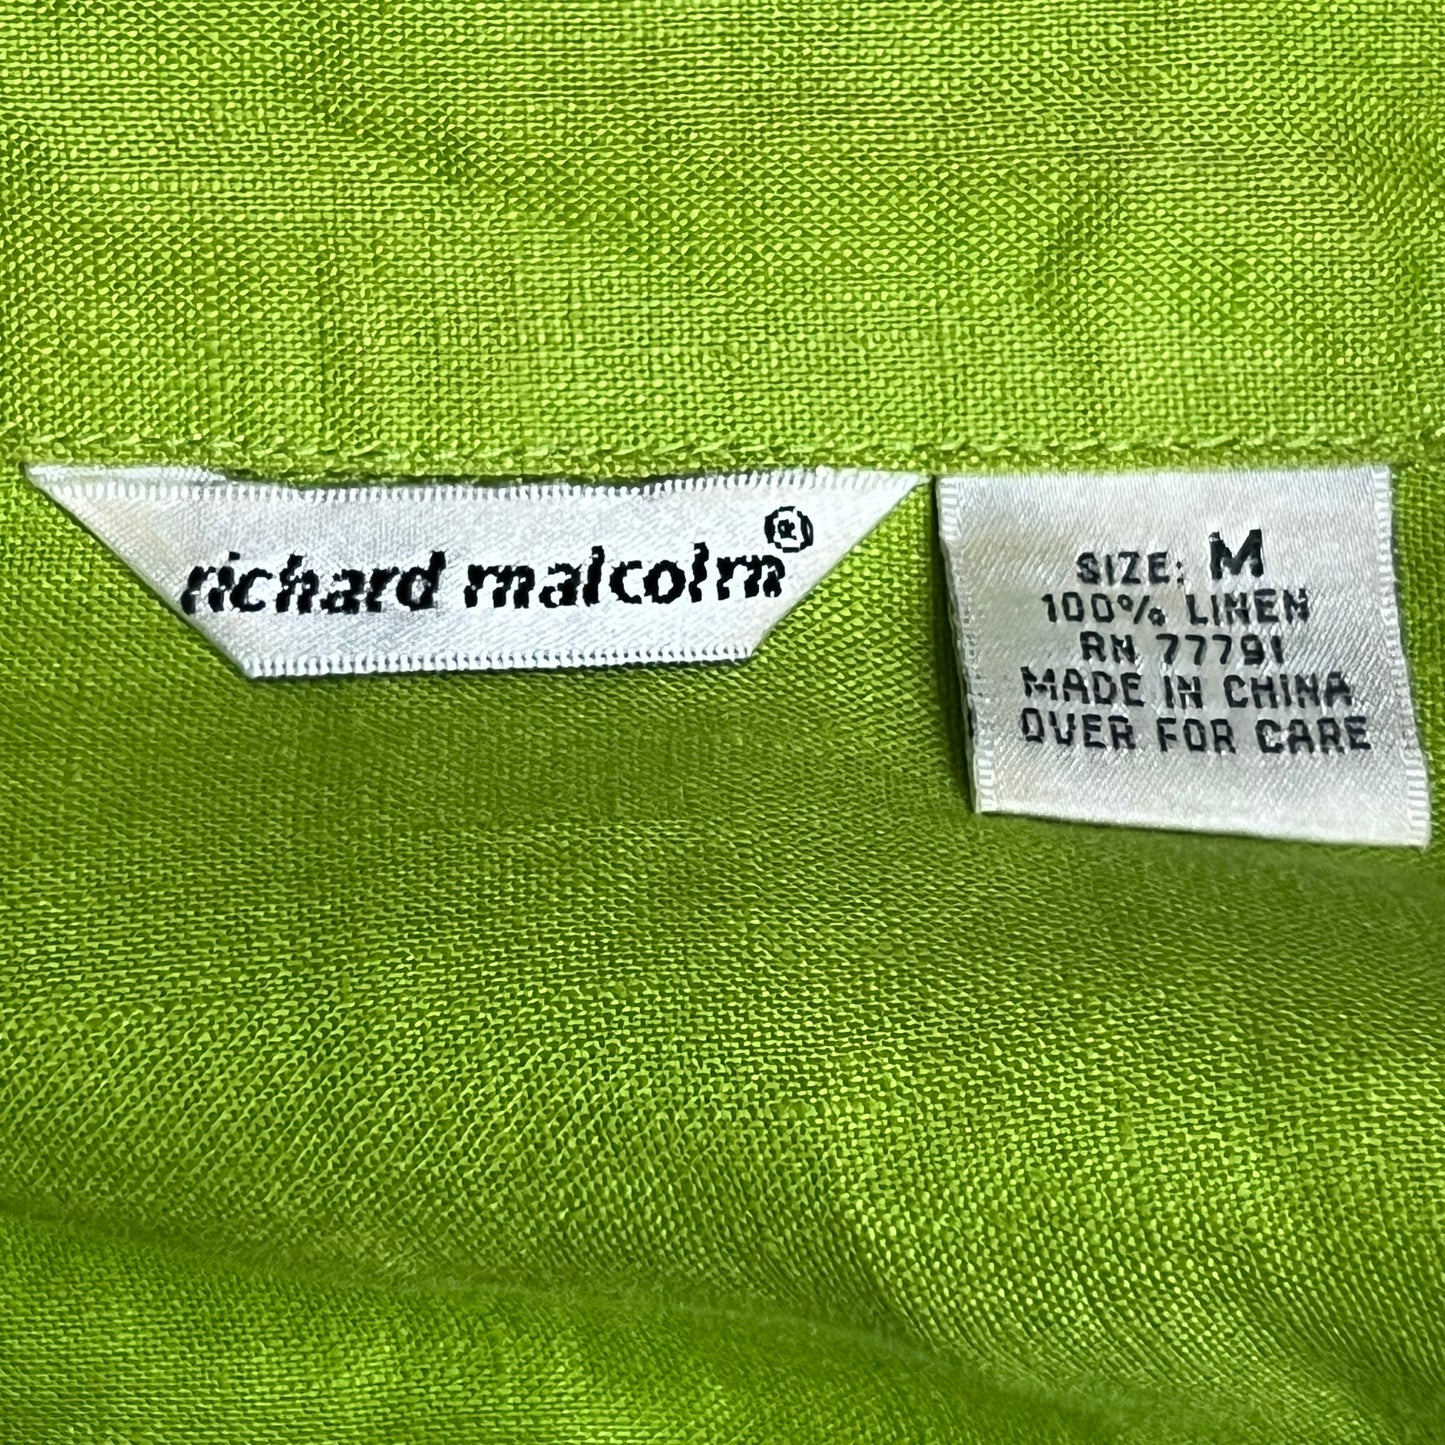 richard malcolm®
SIZE: M
100% LINEN
RN 77791
MADE IN CHINA
OVER FOR CARE